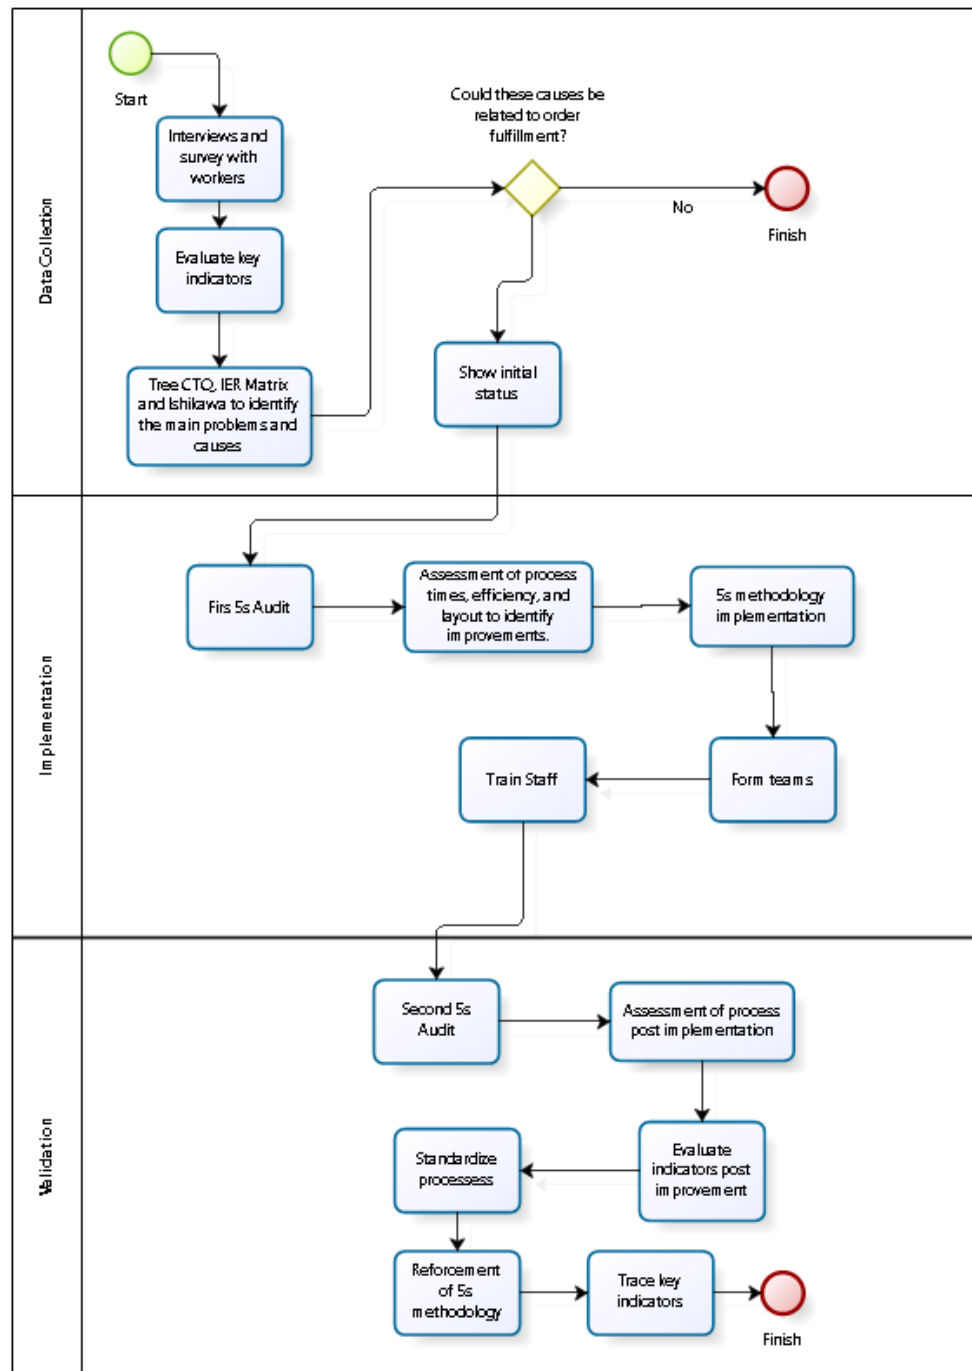 Data Collection
Start
Interviews and
survey with
workers
Evaluate key
indicators
Tree CTQ, IER Matrix
and Ishikawa to identify
the main problems and
causes
Could these causes be
related to order
fulfillment?
No
Finish
Show initial
status
Implementation
Firs 5s Audit
Assessment of process
times, efficiency, and
layout to identify
improvements.
5s methodology
implementation
Form teams
Train Staff
Validation
Second 5s
Audit
Assessment of process
post implementation
Evaluate
indicators post
improvement
Standardize
processess
Reforcement
of 5s
methodology
Trace key
indicators
Finish